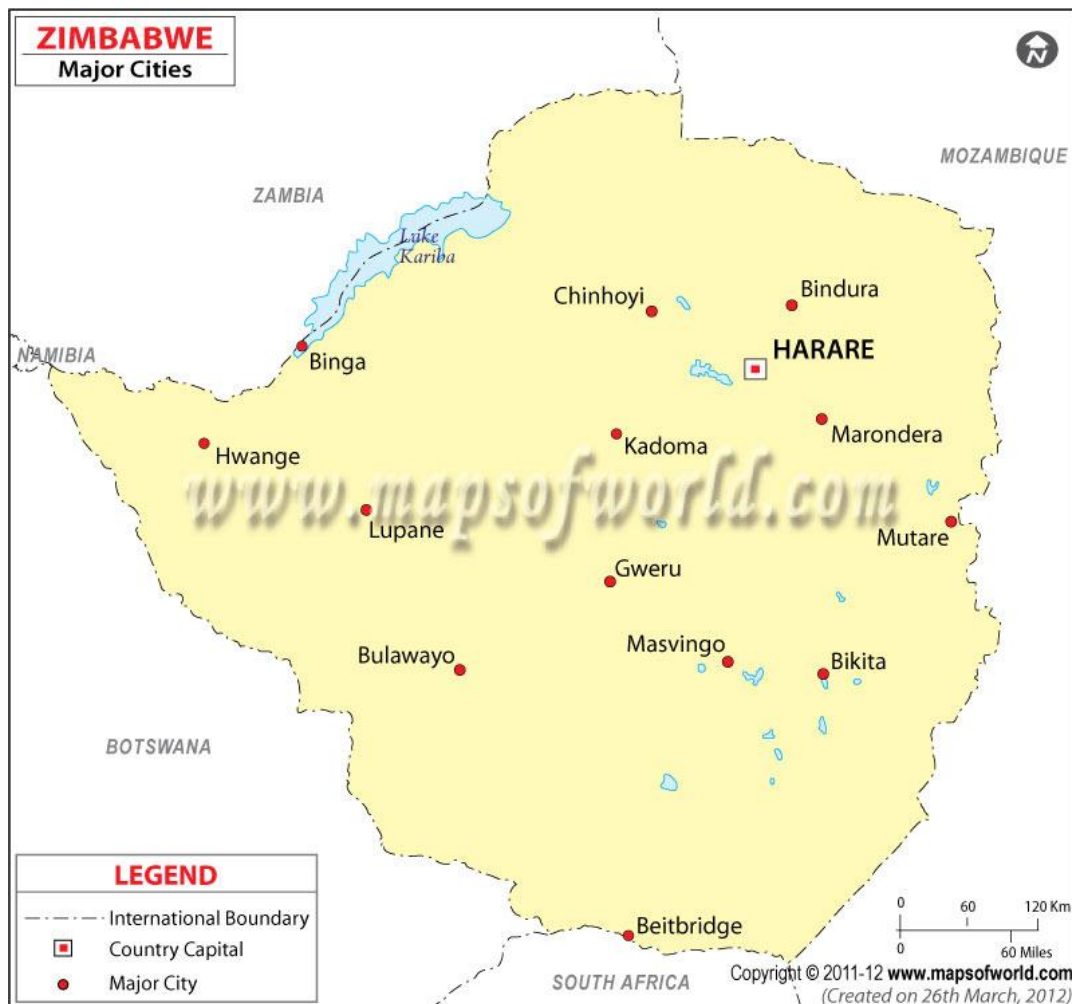 ZIMBABWE
Major Cities
N
MOZAMBIQUE
ZAMBIA
Lake
Kariba
Chinhoyi
Bindura
HARARE
NAMIBIA
Binga
Marondera
Kadoma
Hwange
www.mapsofworld.com
Lupane
Mutare
Gweru
Masvingo
Bulawayo
Bikita
BOTSWANA
LEGEND
International Boundary
Country Capital
Major City
Beitbridge
SOUTH AFRICA
0 60 120 Km
0 60 Miles
Copyright © 2011-12 www.mapsofworld.com
(Created on 26th March, 2012)